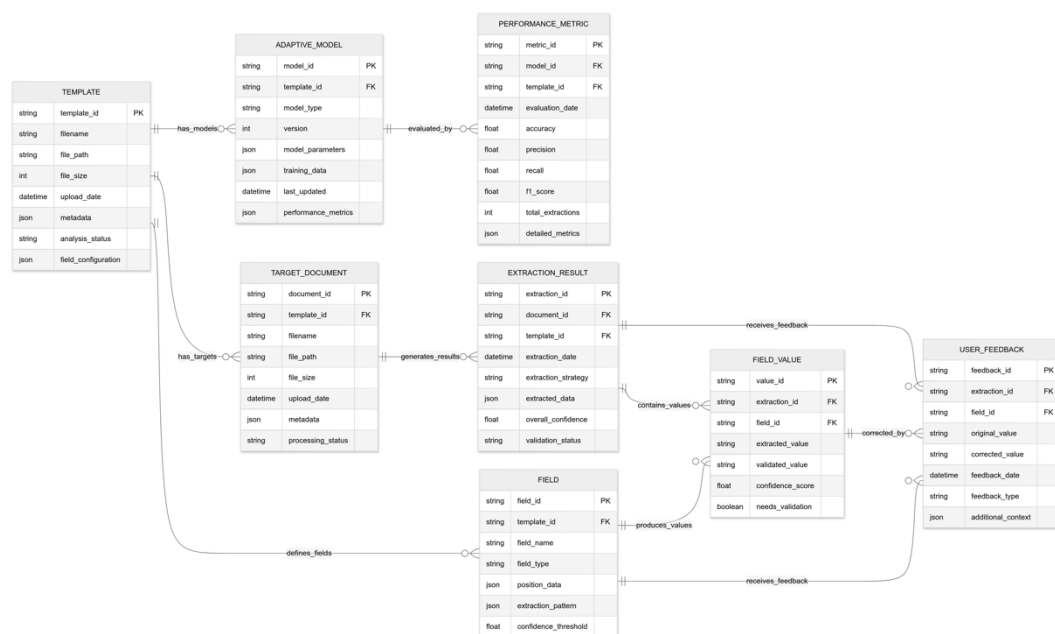 TEMPLATE
string template_id PK
string filename
string file_path
int file_size
datetime upload_date
json metadata
string analysis_status
json field_configuration
has_models
has_targets
defines_fields
ADAPTIVE_MODEL
string model_id PK
string template_id FK
string model_type
int version
json model_parameters
json training_data
datetime last_updated
json performance_metrics
evaluated_by
PERFORMANCE_METRIC
string metric_id PK
string model_id FK
string template_id FK
datetime evaluation_date
float accuracy
float precision
float recall
float f1_score
int total_extractions
json detailed_metrics
TARGET_DOCUMENT
string document_id PK
string template_id FK
string filename
string file_path
int file_size
datetime upload_date
json metadata
string processing_status
generates_results
EXTRACTION_RESULT
string extraction_id PK
string document_id FK
string template_id FK
datetime extraction_date
string extraction_strategy
json extracted_data
float overall_confidence
string validation_status
receives_feedback
contains_values
FIELD
string field_id PK
string template_id FK
string field_name
string field_type
json position_data
json extraction_pattern
float confidence_threshold
produces_values
receives_feedback
FIELD_VALUE
string value_id PK
string extraction_id FK
string field_id FK
string extracted_value
string validated_value
float confidence_score
boolean needs_validation
corrected_by
USER_FEEDBACK
string feedback_id PK
string extraction_id FK
string field_id FK
string original_value
string corrected_value
datetime feedback_date
string feedback_type
json additional_context